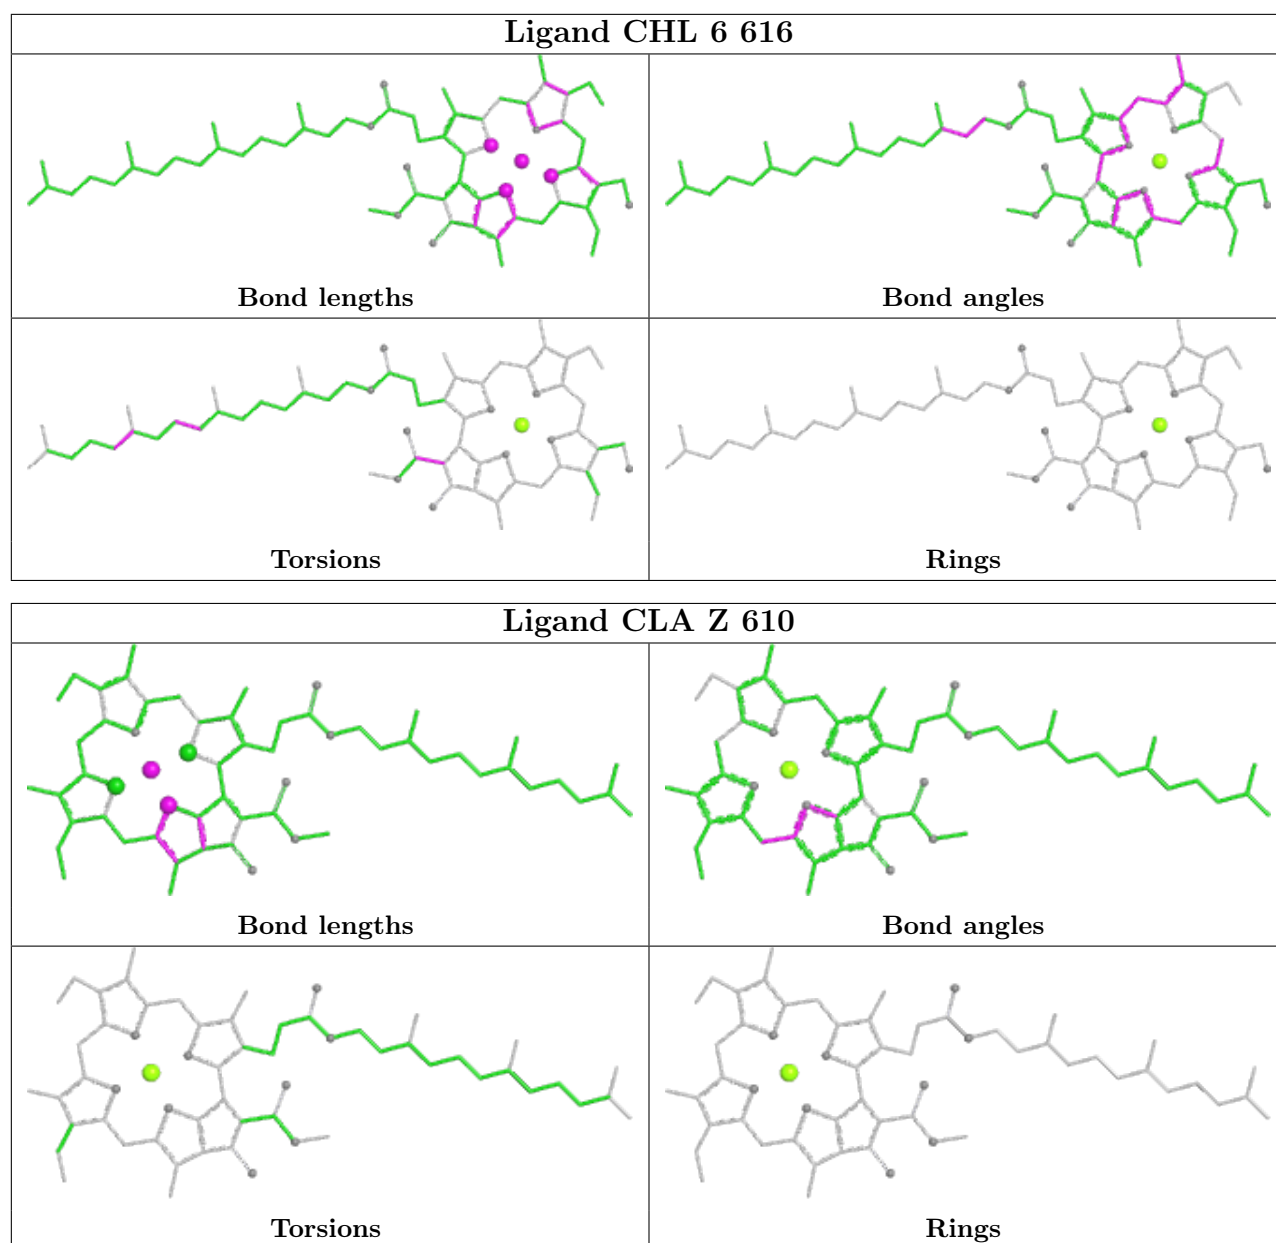 Ligand CHL 6 616
Bond lengths
Bond angles
Torsions
Rings
Ligand CLA Z 610
Bond lengths
Bond angles
Torsions
Rings